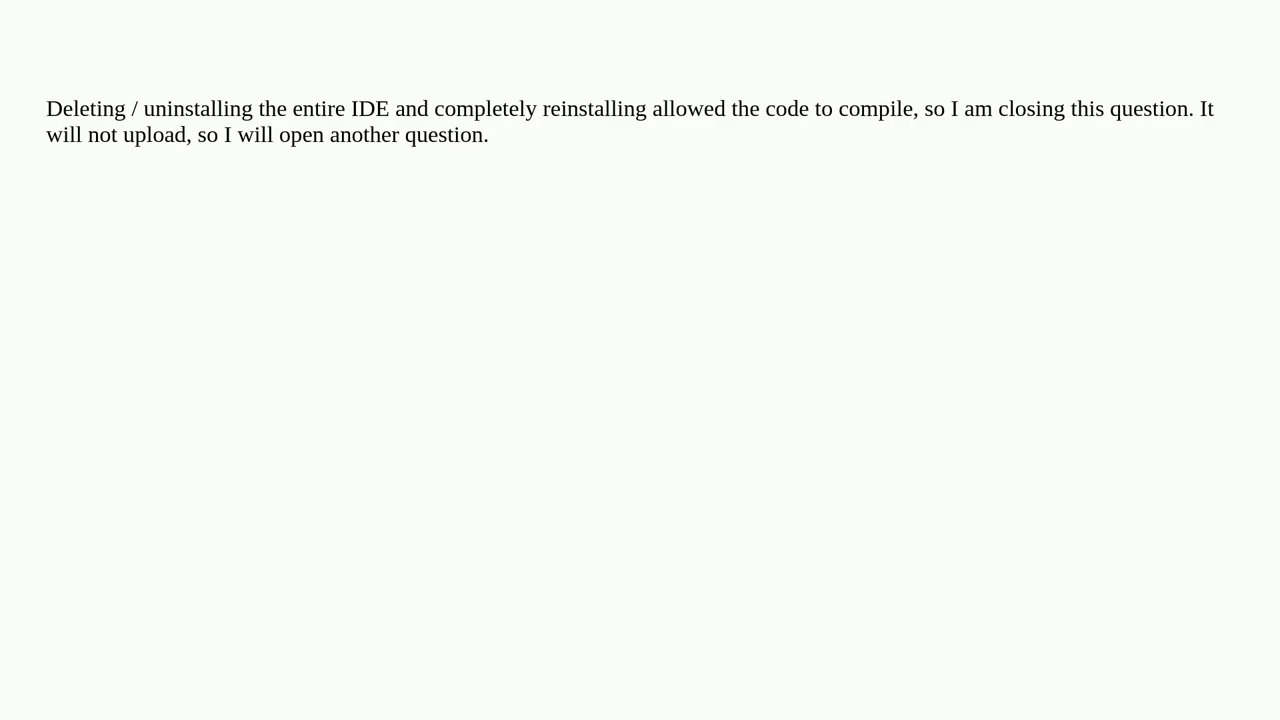 Deleting / uninstalling the entire IDE and completely reinstalling allowed the code to compile, so I am closing this question. It
will not upload, so I will open another question.